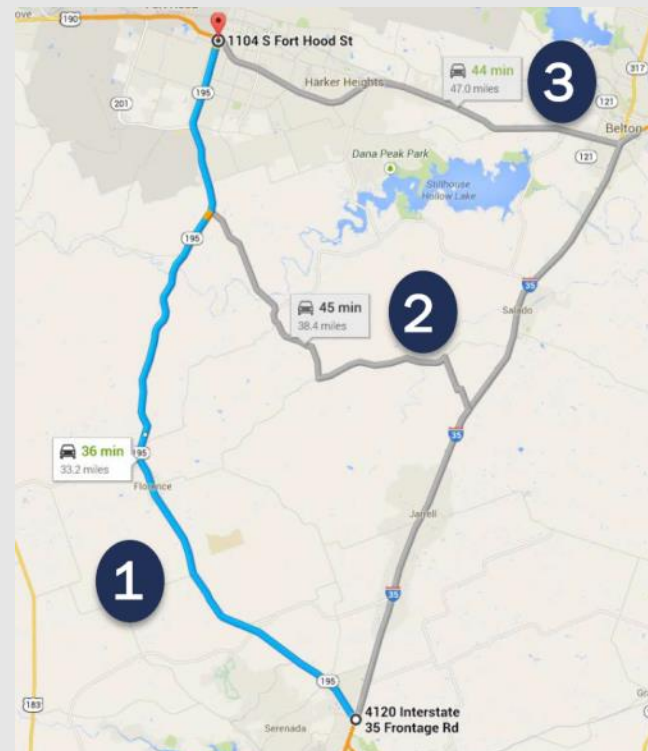 190
1104 S Fort Hood St
195
201
Harker Heights
44 min
47.0 miles
3
317
121
Belton
121
Dana Peak Park
Stillhouse
Hollow Lake
195
35
Salado
45 min
38.4 miles
2
35
36 min
33.2 miles
195
Florence
Jarrell
1
35
195
183
4120 Interstate
35 Frontage Rd
Serenada